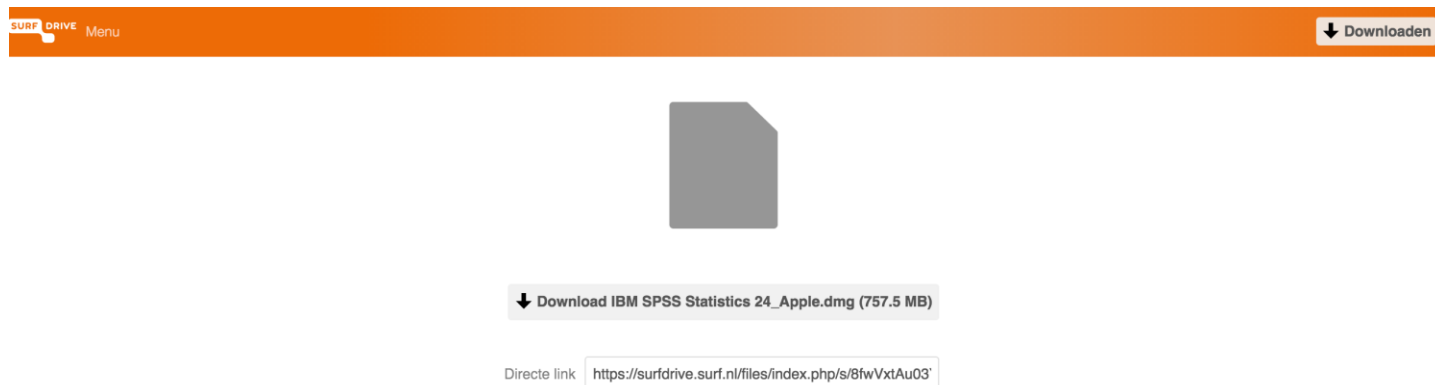 SURF DRIVE Menu Downloaden
Download IBM SPSS Statistics 24_Apple.dmg (757.5 MB)
Directe link https://surfdrive.surf.nl/files/index.php/s/8fwVxtAu03